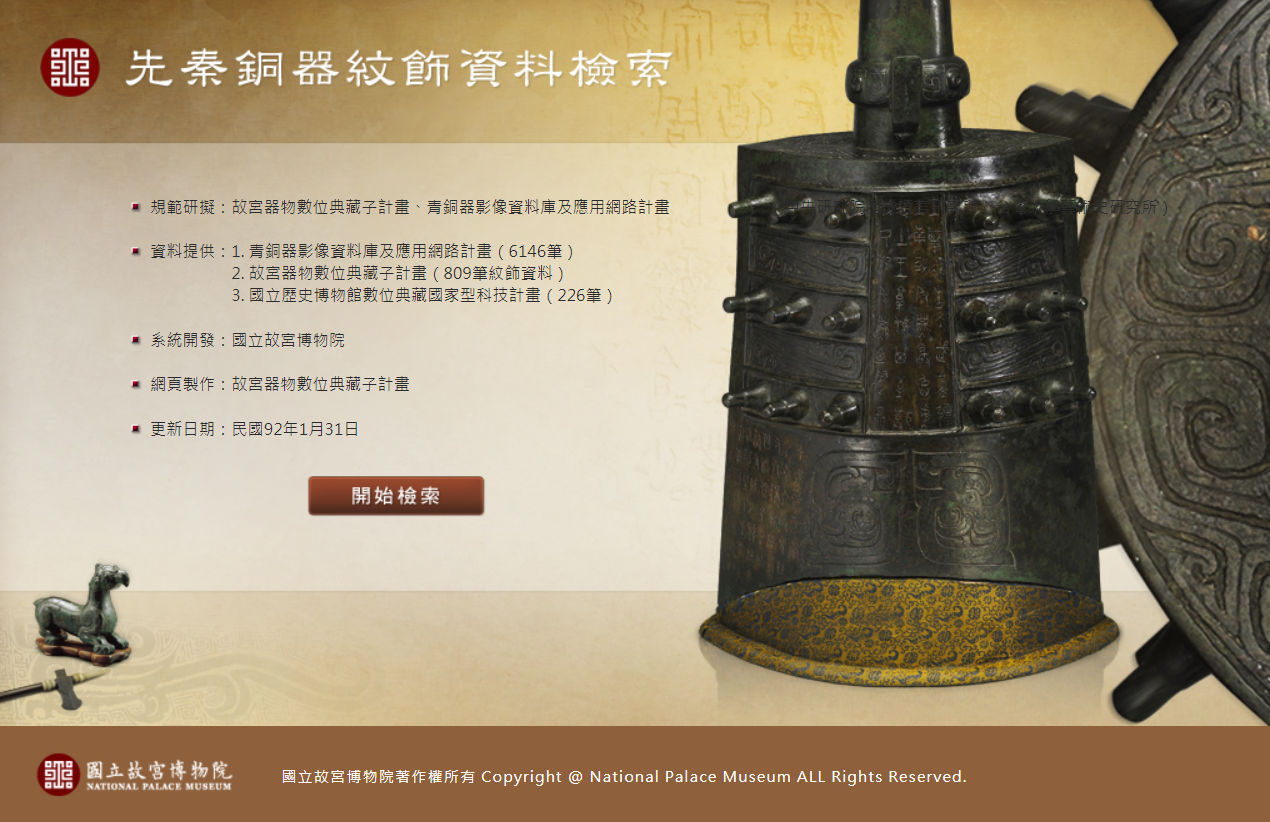 先秦銅器紋飾資料檢索
規範研擬：故宮器物數位典藏子計畫、青銅器影像資料庫及應用網路計畫
資料提供：1. 青銅器影像資料庫及應用網路計畫（6146筆）
2. 故宮器物數位典藏子計畫（809筆紋飾資料）
3. 國立歷史博物館數位典藏國家型科技計畫（226筆）
系統開發：國立故宮博物院
網頁製作：故宮器物數位典藏子計畫
更新日期：民國92年1月31日
開始檢索
國立故宮博物院
NATIONAL PALACE MUSEUM
國立故宮博物院著作權所有 Copyright @ National Palace Museum ALL Rights Reserved.